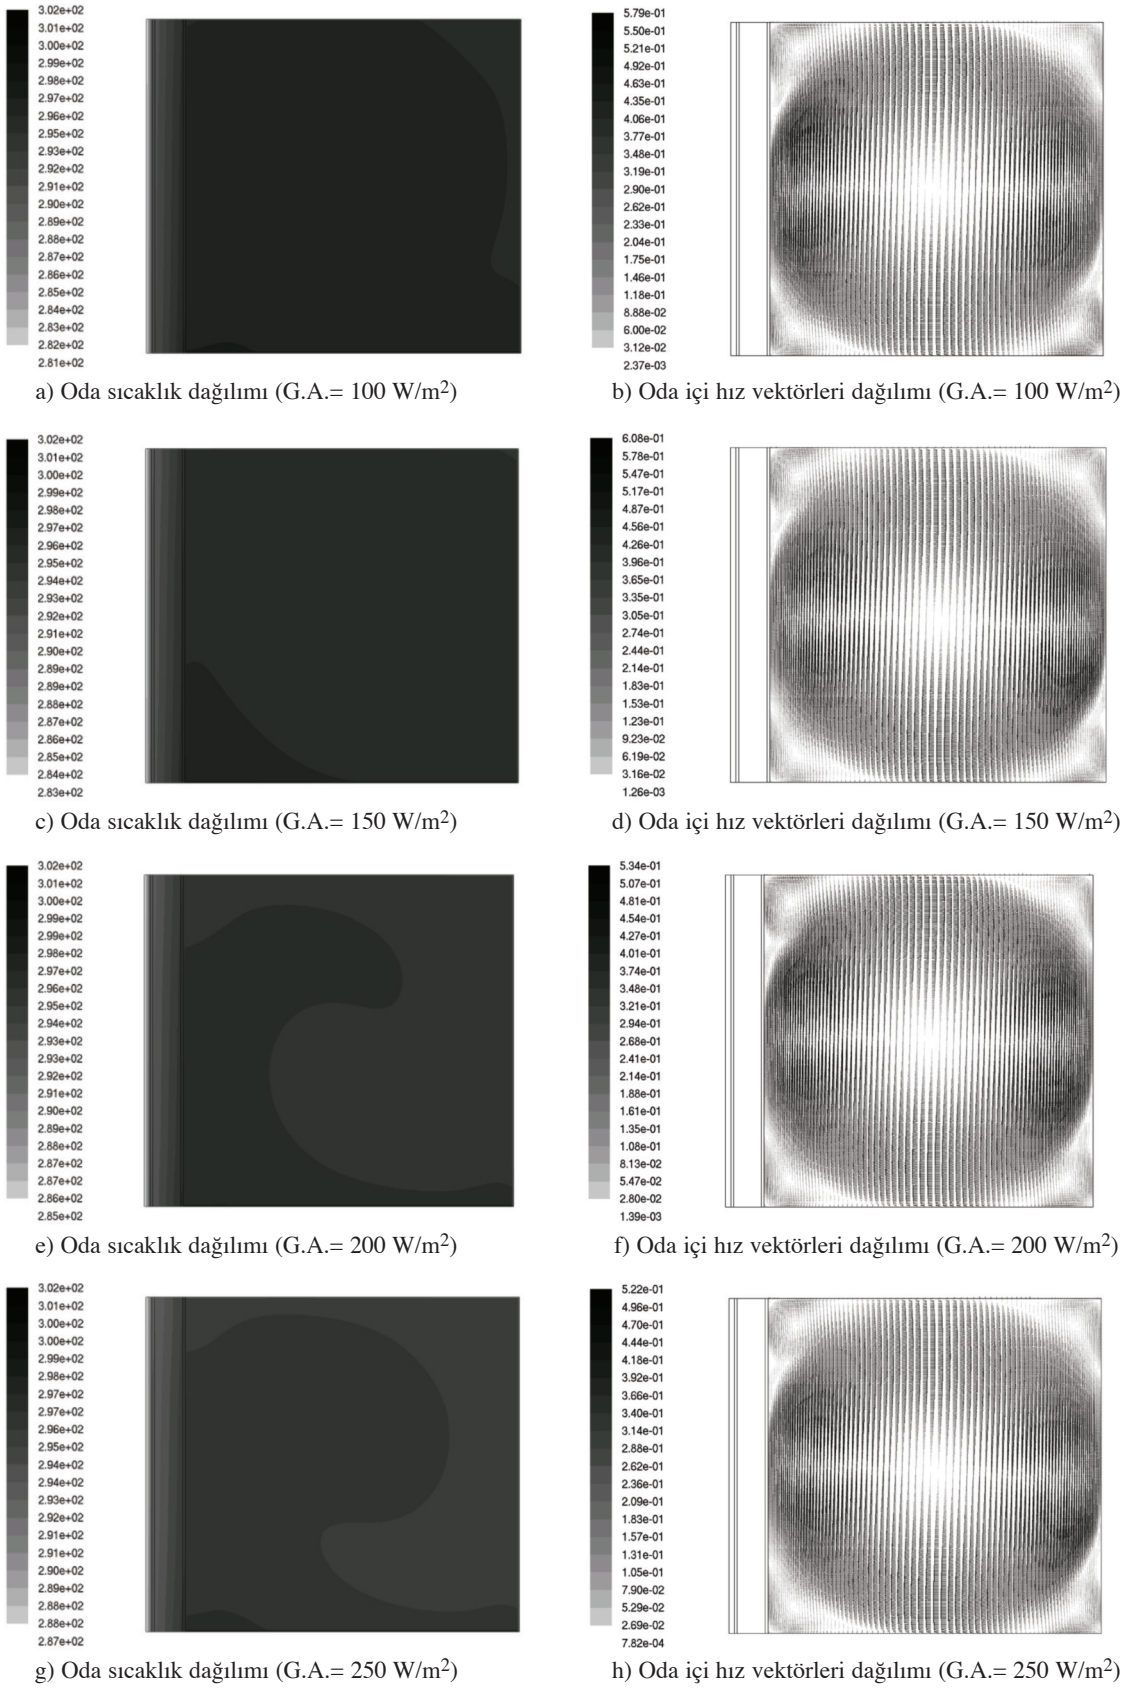 3.02e+02
3.01e+02
3.00e+02
2.99e+02
2.98e+02
2.97e+02
2.96e+02
2.95e+02
2.93e+02
2.92e+02
2.91e+02
2.90e+02
2.89e+02
2.88e+02
2.87e+02
2.86e+02
2.85e+02
2.84e+02
2.83e+02
2.82e+02
2.81e+02
5.79e-01
5.50e-01
5.21e-01
4.92e-01
4.63e-01
4.35e-01
4.06e-01
3.77e-01
3.48e-01
3.19e-01
2.90e-01
2.62e-01
2.33e-01
2.04e-01
1.75e-01
1.46e-01
1.18e-01
8.88e-02
6.00e-02
3.12e-02
2.37e-03
a) Oda sıcaklık dağılımı (G.A.= 100 W/m²)
b) Oda içi hız vektörleri dağılımı (G.A.= 100 W/m²)
3.02e+02
3.01e+02
3.00e+02
2.99e+02
2.98e+02
2.97e+02
2.96e+02
2.95e+02
2.94e+02
2.93e+02
2.92e+02
2.91e+02
2.90e+02
2.89e+02
2.89e+02
2.88e+02
2.87e+02
2.86e+02
2.85e+02
2.84e+02
2.83e+02
6.08e-01
5.78e-01
5.47e-01
5.17e-01
4.87e-01
4.56e-01
4.26e-01
3.96e-01
3.65e-01
3.35e-01
3.05e-01
2.74e-01
2.44e-01
2.14e-01
1.83e-01
1.53e-01
1.23e-01
9.23e-02
6.19e-02
3.16e-02
1.26e-03
c) Oda sıcaklık dağılımı (G.A.= 150 W/m²)
d) Oda içi hız vektörleri dağılımı (G.A.= 150 W/m²)
3.02e+02
3.01e+02
3.00e+02
2.99e+02
2.99e+02
2.98e+02
2.97e+02
2.96e+02
2.95e+02
2.94e+02
2.93e+02
2.93e+02
2.92e+02
2.91e+02
2.90e+02
2.89e+02
2.88e+02
2.87e+02
2.87e+02
2.86e+02
2.85e+02
5.34e-01
5.07e-01
4.81e-01
4.54e-01
4.27e-01
4.01e-01
3.74e-01
3.48e-01
3.21e-01
2.94e-01
2.68e-01
2.41e-01
2.14e-01
1.88e-01
1.61e-01
1.35e-01
1.08e-01
8.13e-02
5.47e-02
2.80e-02
1.39e-03
e) Oda sıcaklık dağılımı (G.A.= 200 W/m²)
f) Oda içi hız vektörleri dağılımı (G.A.= 200 W/m²)
3.02e+02
3.01e+02
3.00e+02
3.00e+02
2.99e+02
2.98e+02
2.97e+02
2.97e+02
2.96e+02
2.95e+02
2.94e+02
2.94e+02
2.93e+02
2.92e+02
2.91e+02
2.91e+02
2.90e+02
2.89e+02
2.88e+02
2.88e+02
2.87e+02
5.22e-01
4.96e-01
4.70e-01
4.44e-01
4.18e-01
3.92e-01
3.66e-01
3.40e-01
3.14e-01
2.88e-01
2.62e-01
2.36e-01
2.09e-01
1.83e-01
1.57e-01
1.31e-01
1.05e-01
7.90e-02
5.29e-02
2.69e-02
7.82e-04
g) Oda sıcaklık dağılımı (G.A.= 250 W/m²)
h) Oda içi hız vektörleri dağılımı (G.A.= 250 W/m²)